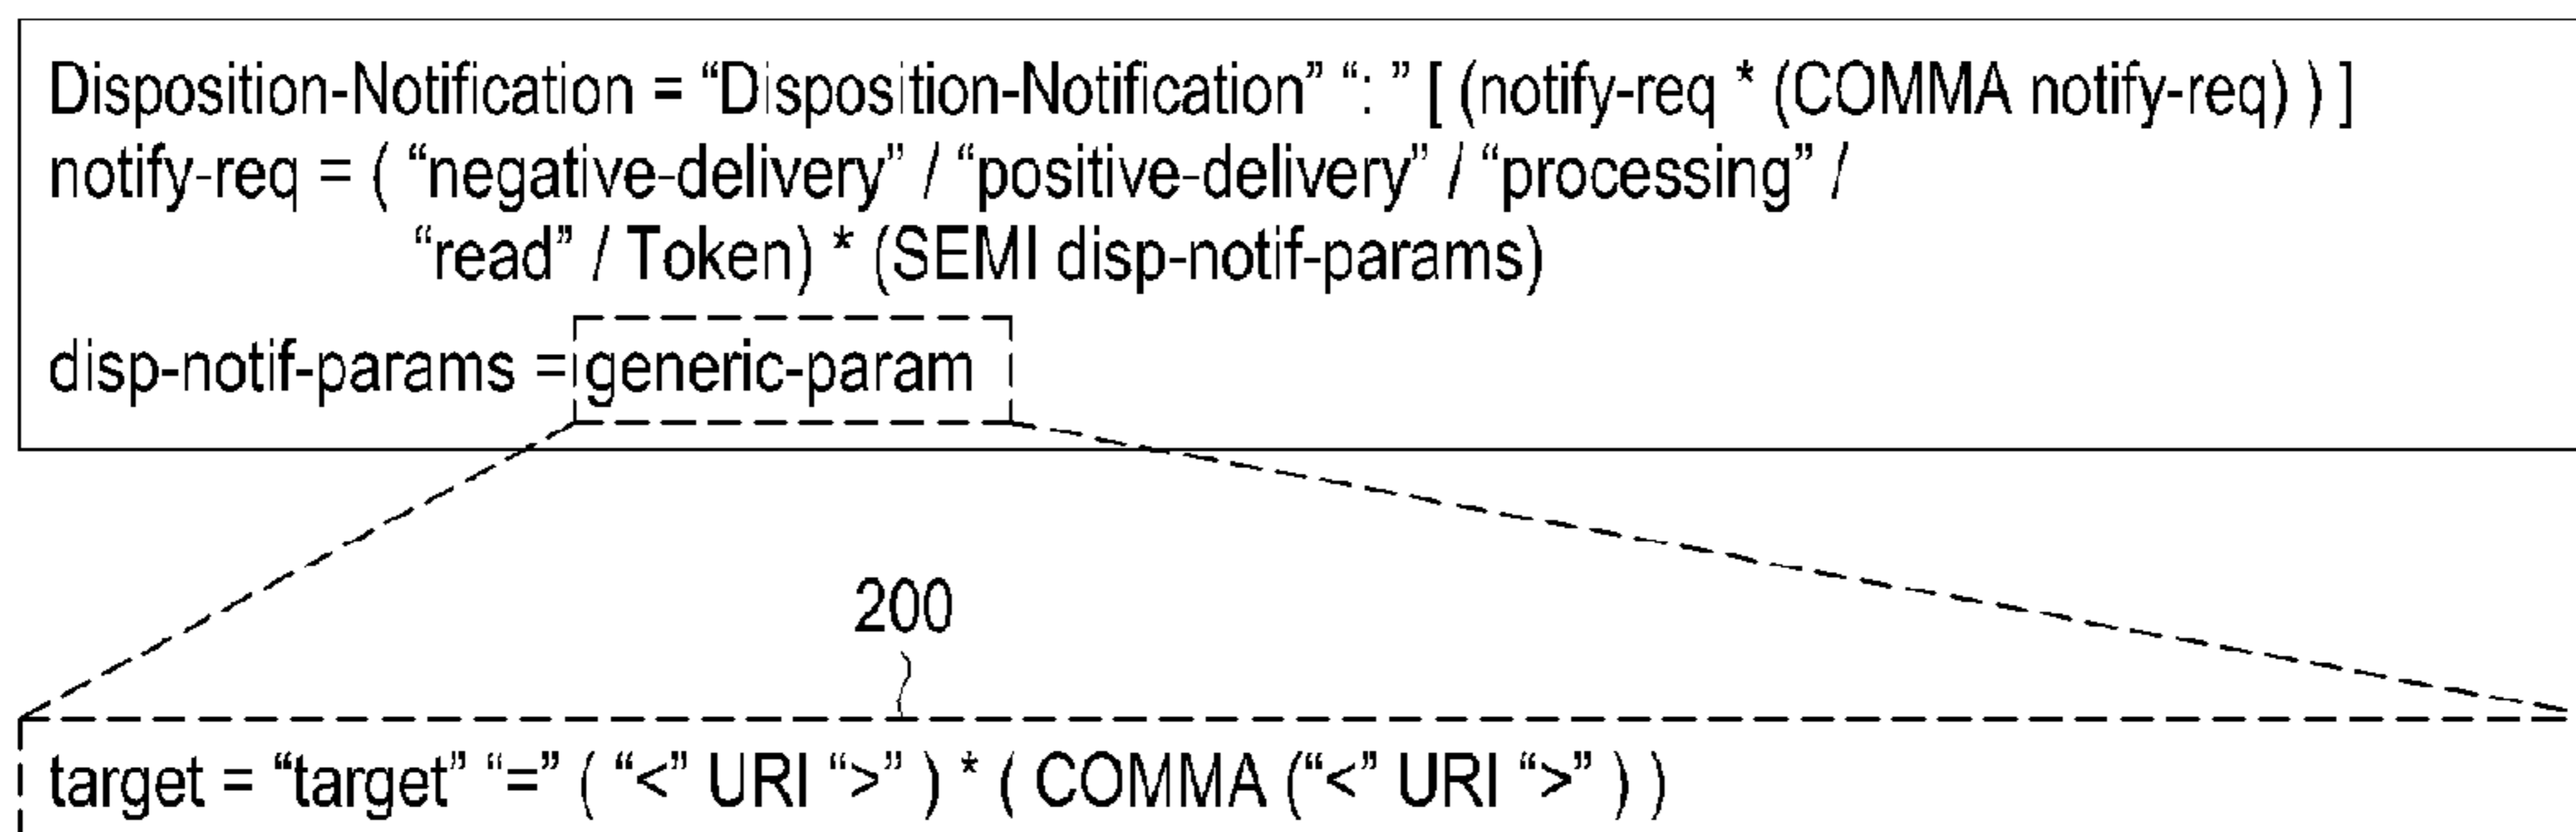 Disposition-Notification = “Disposition-Notification” “: ” [ (notify-req * (COMMA notify-req) ) ]
notify-req = ( “negative-delivery” / “positive-delivery” / “processing” /
“read” / Token) * (SEMI disp-notif-params)
disp-notif-params = generic-param
200
target = “target” “=” ( “<” URI “>” ) * ( COMMA (“<” URI “>” ) )